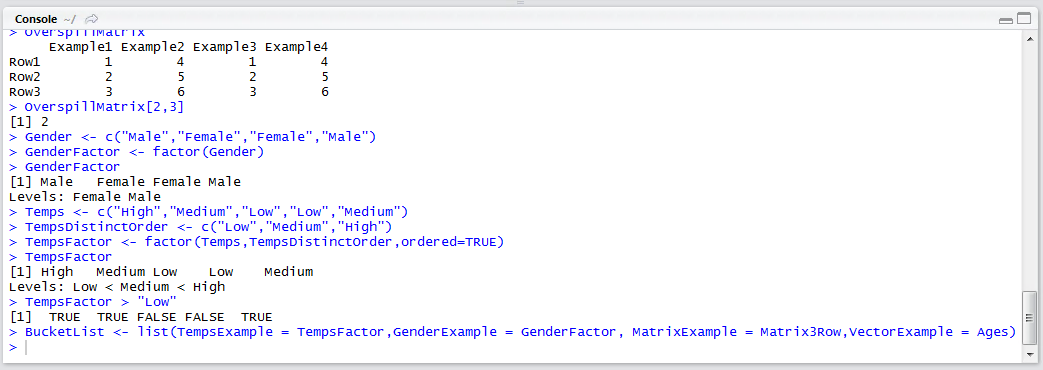 Console ~/
> OverspillMatrix
     Example1 Example2 Example3 Example4
Row1        1        4        1        4
Row2        2        5        2        5
Row3        3        6        3        6
> OverspillMatrix[2,3]
[1] 2
> Gender <- c("Male","Female","Female","Male")
> GenderFactor <- factor(Gender)
> GenderFactor
[1] Male   Female Female Male
Levels: Female Male
> Temps <- c("High","Medium","Low","Low","Medium")
> TempsDistinctOrder <- c("Low","Medium","High")
> TempsFactor <- factor(Temps,TempsDistinctOrder,ordered=TRUE)
> TempsFactor
[1] High   Medium Low    Low    Medium
Levels: Low < Medium < High
> TempsFactor > "Low"
[1]  TRUE  TRUE FALSE FALSE  TRUE
> BucketList <- list(TempsExample = TempsFactor,GenderExample = GenderFactor, MatrixExample = Matrix3Row,VectorExample = Ages)
>